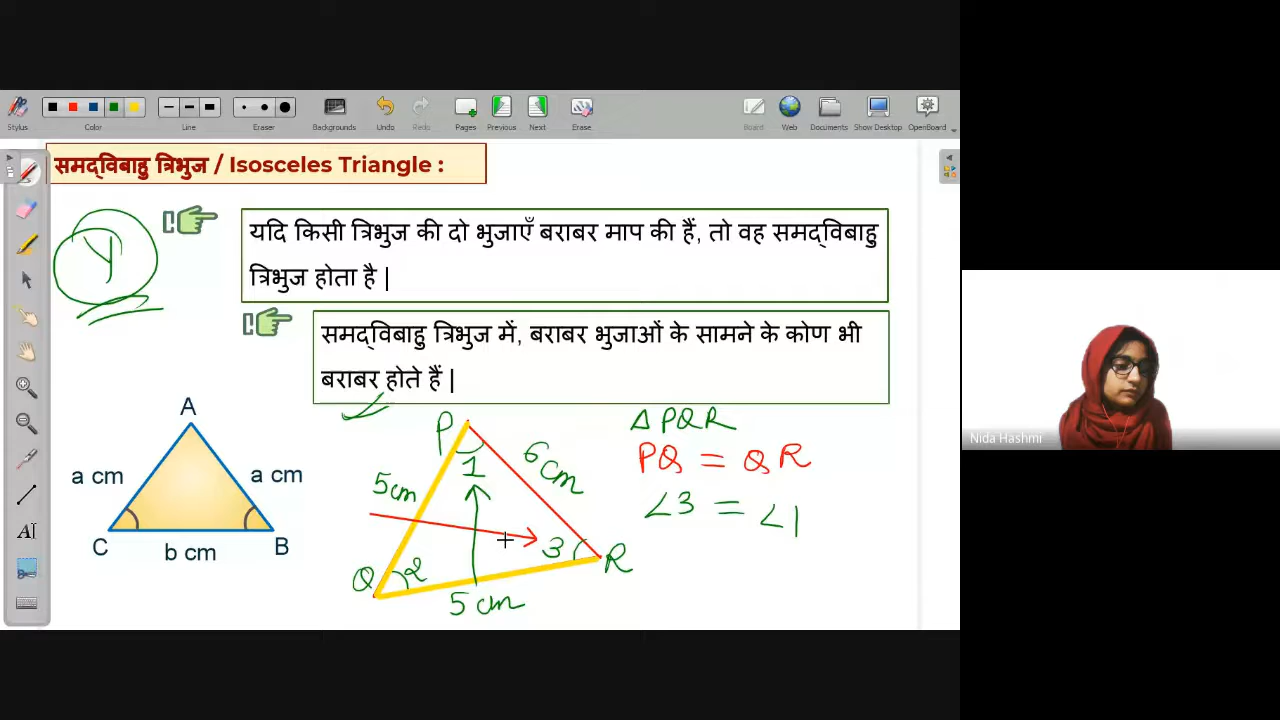 Stylus
Color
Line
Eraser
Backgrounds
Undo
Redo
Pages
Previous
Next
Erase
Board
Web
Documents
Show Desktop
OpenBoard
समद्विबाहु त्रिभुज / Isosceles Triangle :
Y
यदि किसी त्रिभुज की दो भुजाएँ बराबर माप की हैं, तो वह समद्विबाहु
त्रिभुज होता है |
समद्विबाहु त्रिभुज में, बराबर भुजाओं के सामने के कोण भी
बराबर होते हैं |
A
a cm
a cm
C
b cm
B
P
1
6cm
5cm
3
R
Q
2
5 cm
△ PQR
PQ = QR
∠3 = ∠1
AI
Nida Hashmi